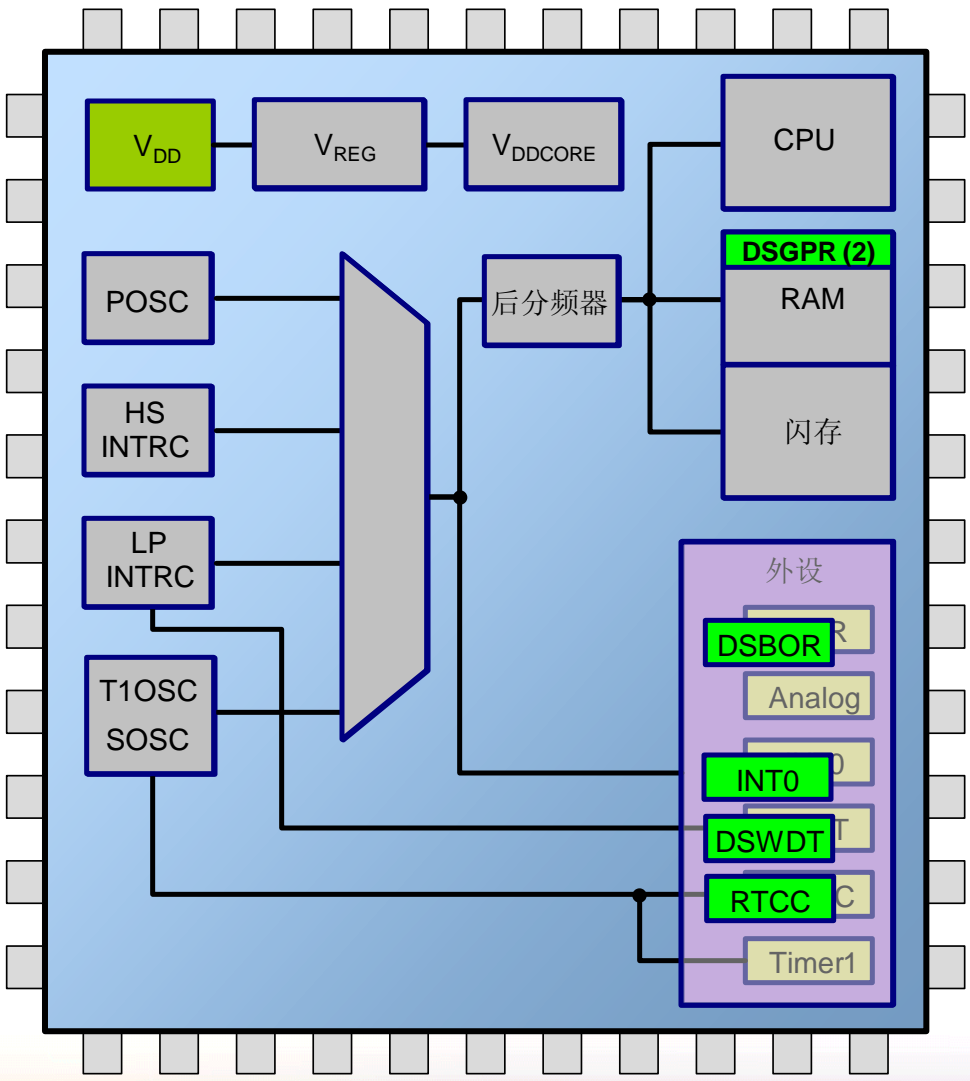 VDD
VREG
VDDCORE
CPU
DSGPR (2)
RAM
闪存
POSC
HS
INTRC
LP
INTRC
T1OSC
SOSC
后分频器
外设
DSBOR
Analog
INT0
DSWDT
RTCC
Timer1